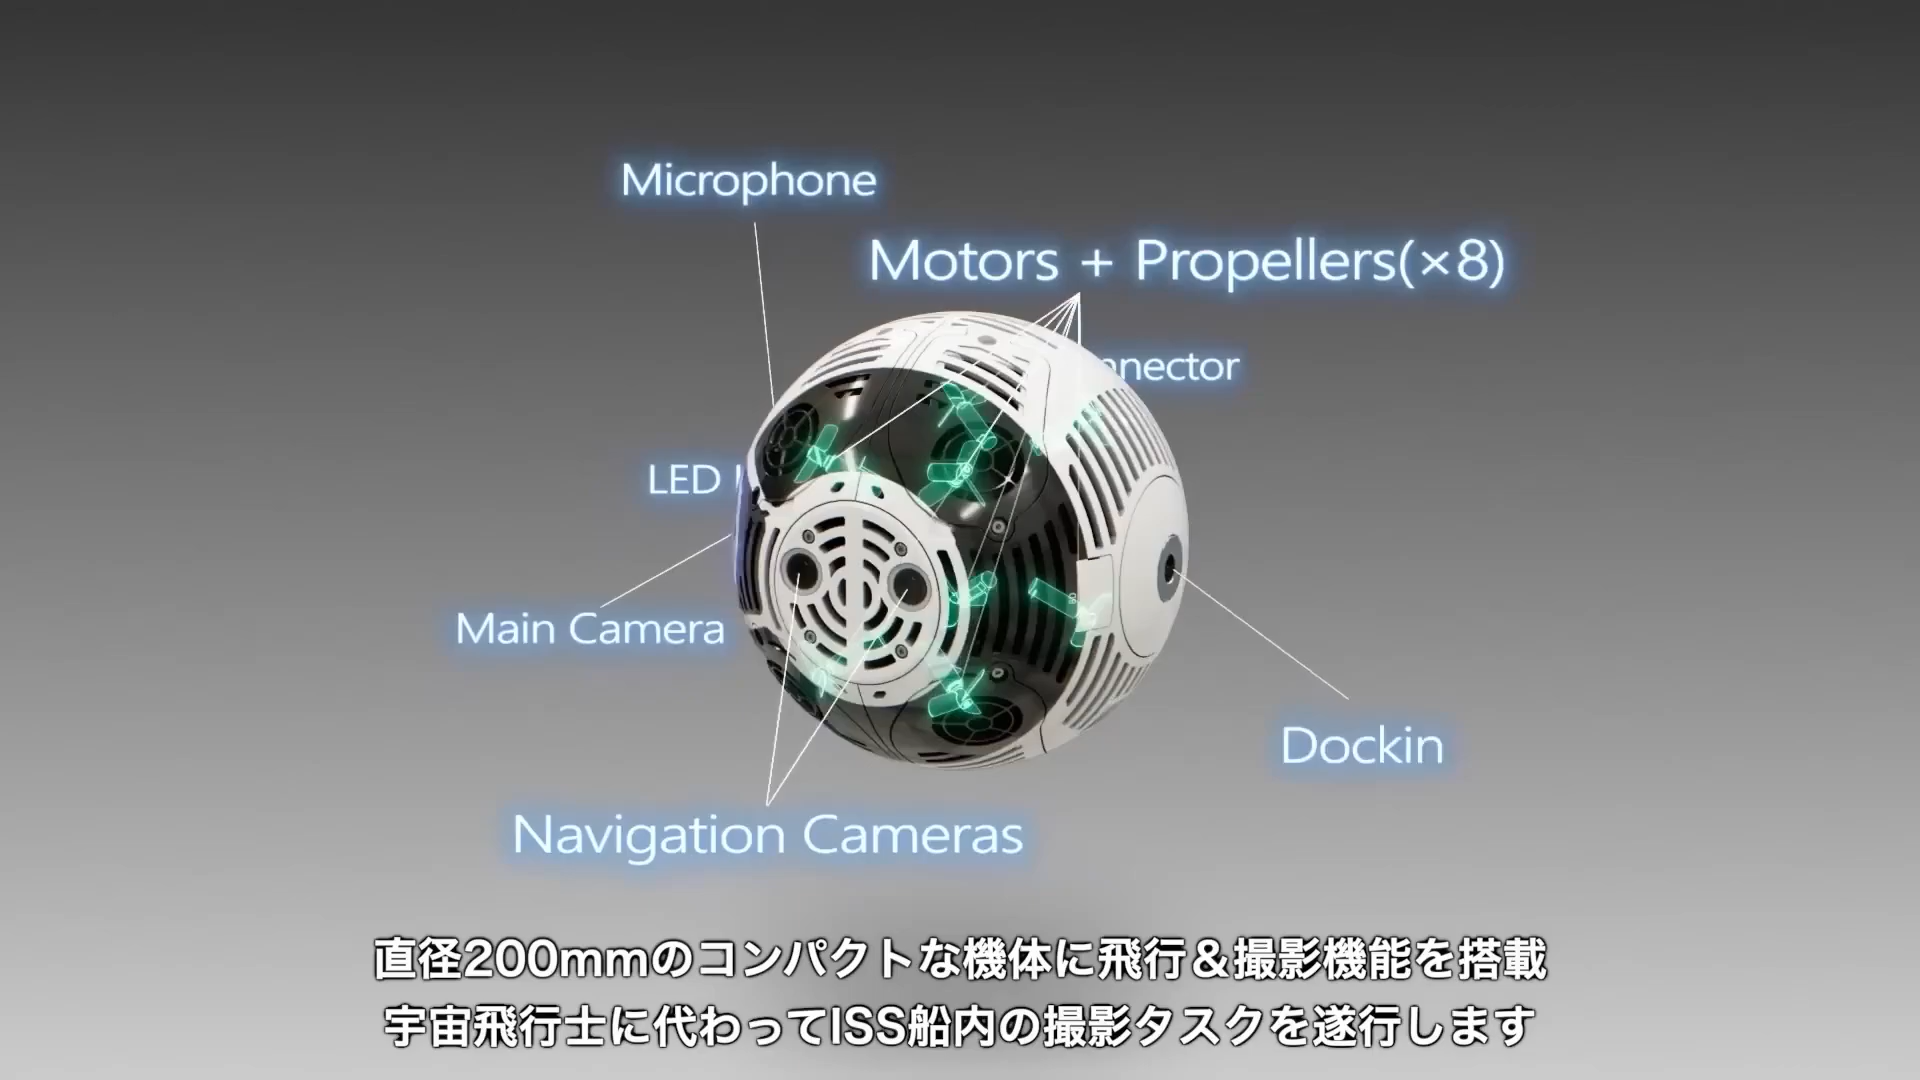 Microphone
Motors + Propellers(×8)
nnector
LED
Main Camera
Dockin
Navigation Cameras
直径200mmのコンパクトな機体に飛行&撮影機能を搭載
宇宙飛行士に代わってISS船内の撮影タスクを遂行します